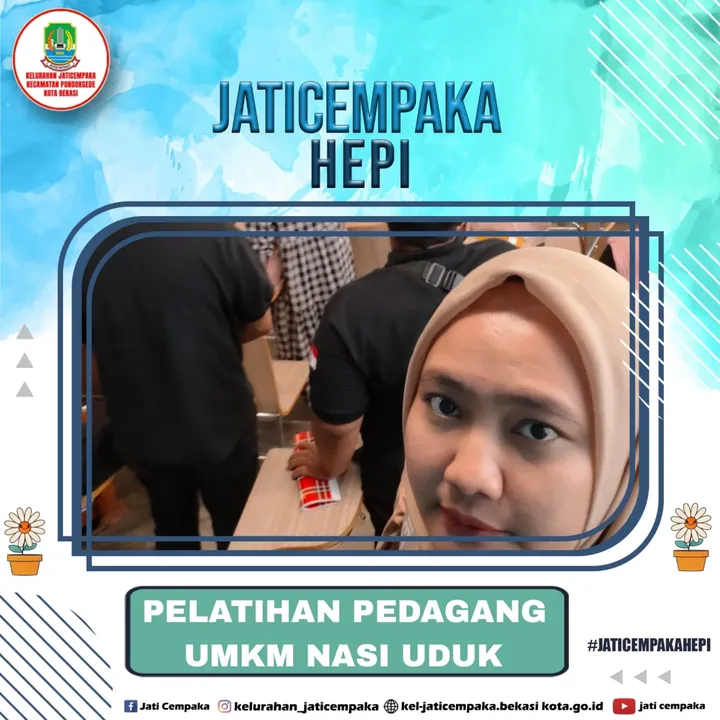 KELURAHAN JATICEMPAKA
KECAMATAN PONDOKGEDE
KOTA BEKASI
JATICEMPAKA
HEPI
PELATIHAN PEDAGANG
UMKM NASI UDUK
#JATICEMPAKAHEPI
Jati Cempaka kelurahan_jaticempaka kel-jaticempaka.bekasi kota.go.id jati cempaka